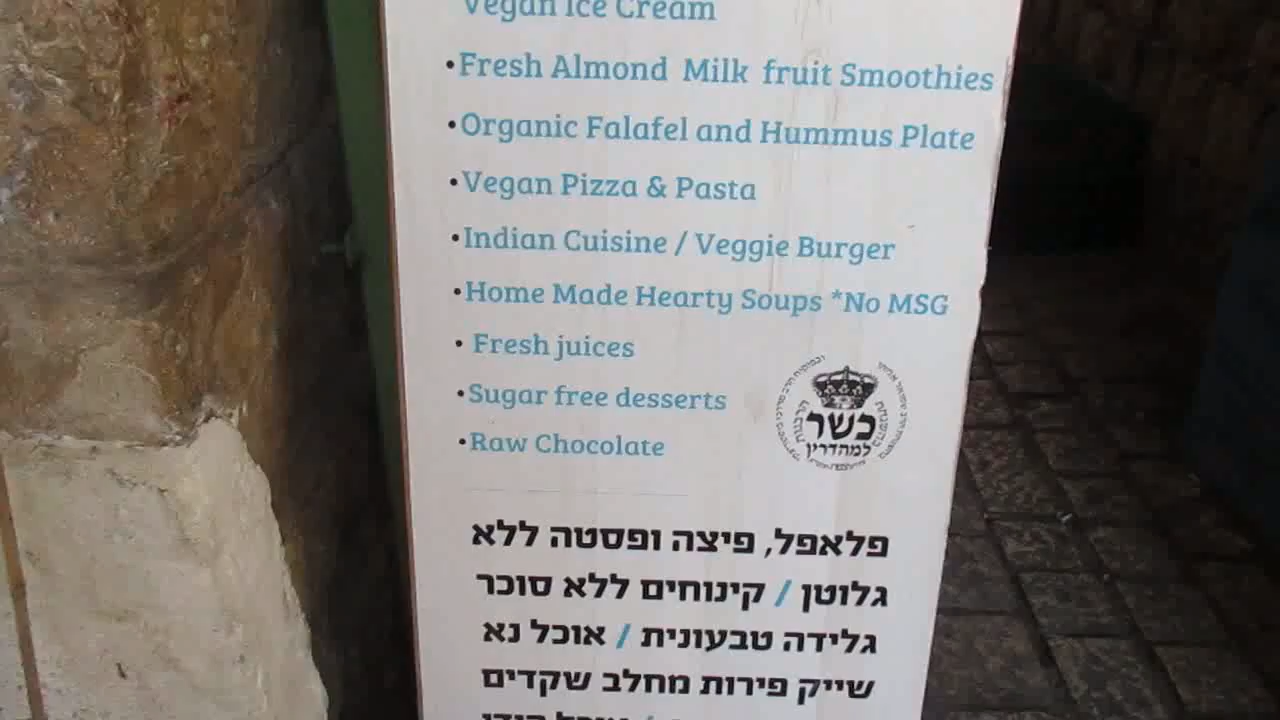 Vegan Ice Cream
•Fresh Almond Milk fruit Smoothies
•Organic Falafel and Hummus Plate
•Vegan Pizza & Pasta
•Indian Cuisine / Veggie Burger
•Home Made Hearty Soups *No MSG
• Fresh juices
•Sugar free desserts
•Raw Chocolate
כשר
למהדרין
פלאפל, פיצה ופסטה ללא
גלוטן / קינוחים ללא סוכר
גלידה טבעונית / אוכל נא
שייק פירות מחלב שקדים